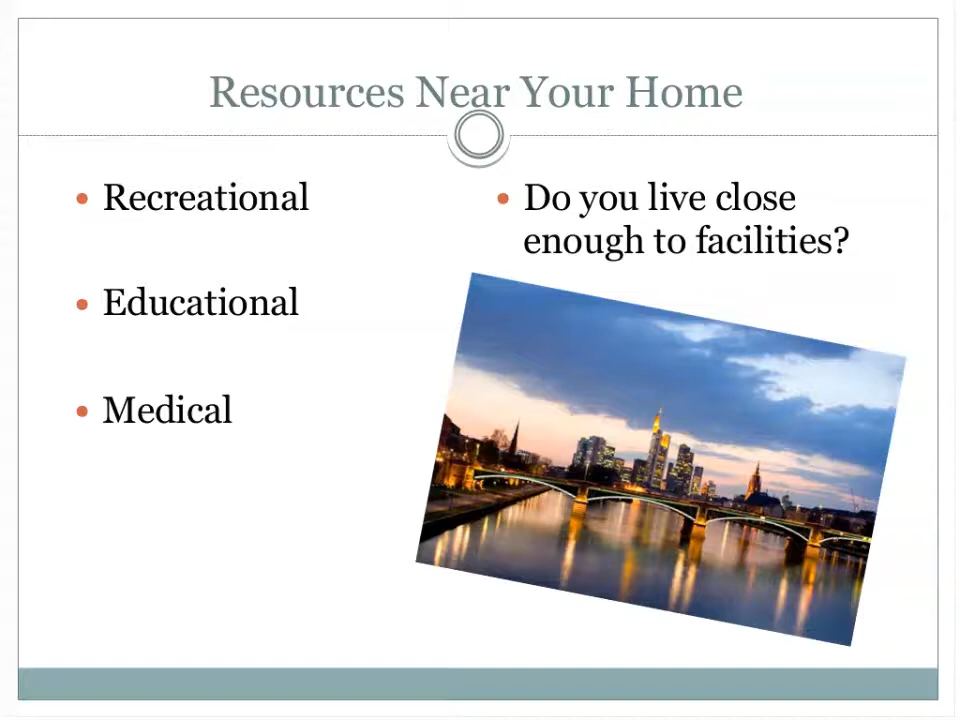 Resources Near Your Home
• Recreational
• Educational
• Medical
• Do you live close
enough to facilities?